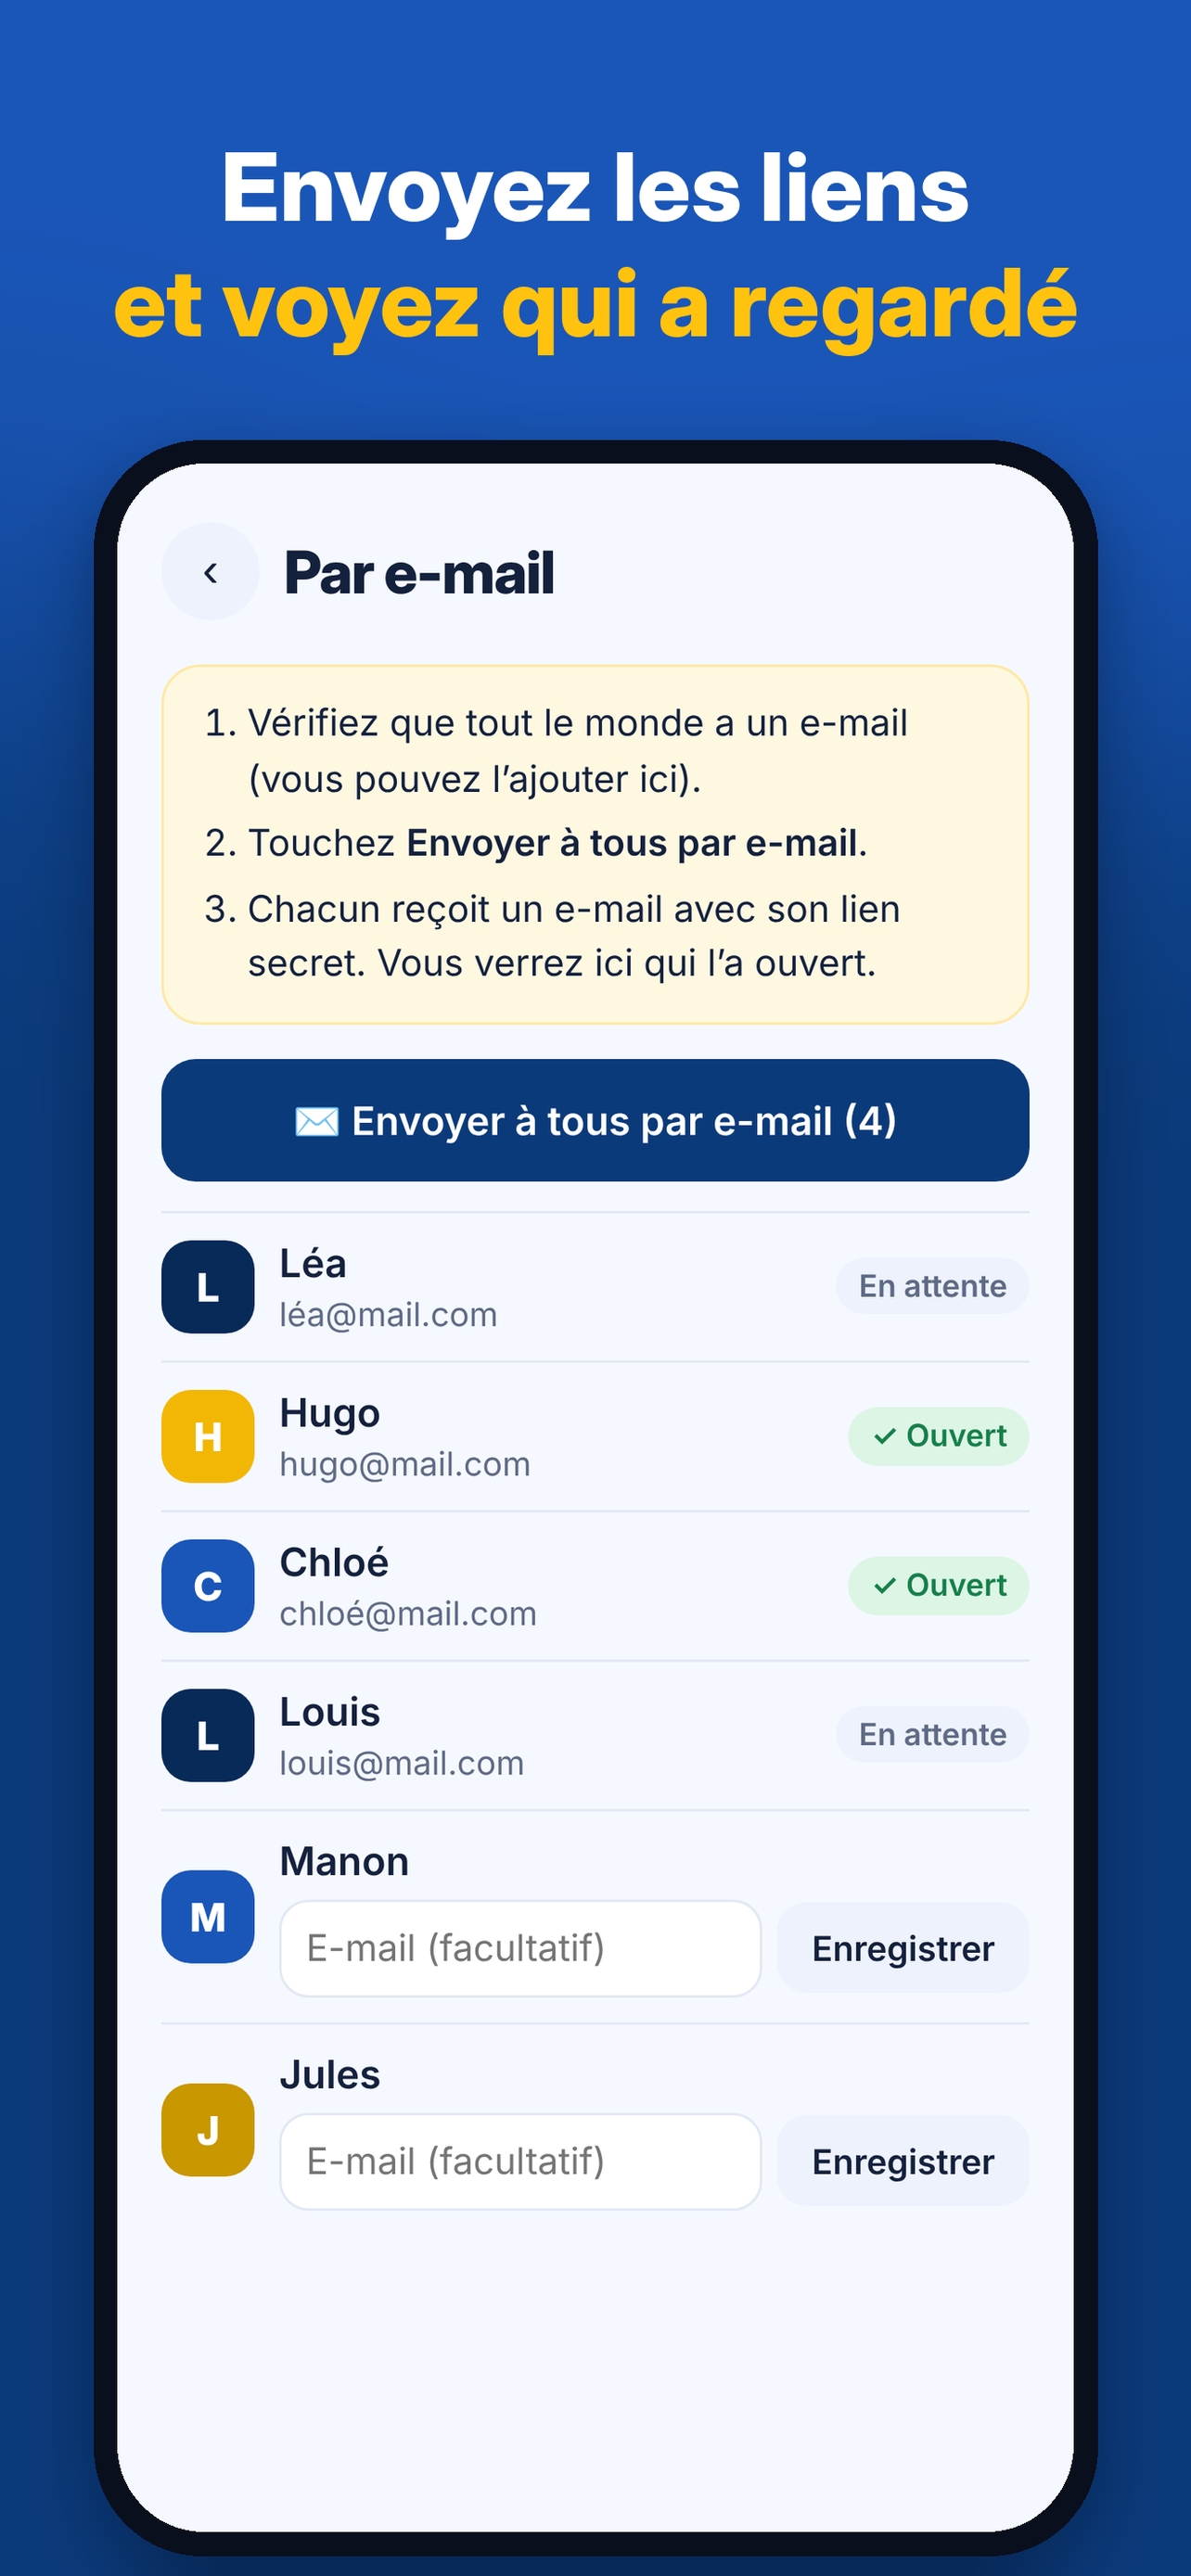 Envoyez les liens
et voyez qui a regardé
‹ Par e-mail
1. Vérifiez que tout le monde a un e-mail
(vous pouvez l’ajouter ici).
2. Touchez Envoyer à tous par e-mail.
3. Chacun reçoit un e-mail avec son lien
secret. Vous verrez ici qui l’a ouvert.
✉️ Envoyer à tous par e-mail (4)
L
Léa
léa@mail.com
En attente
H
Hugo
hugo@mail.com
✓ Ouvert
C
Chloé
chloé@mail.com
✓ Ouvert
L
Louis
louis@mail.com
En attente
M
Manon
E-mail (facultatif)
Enregistrer
J
Jules
E-mail (facultatif)
Enregistrer